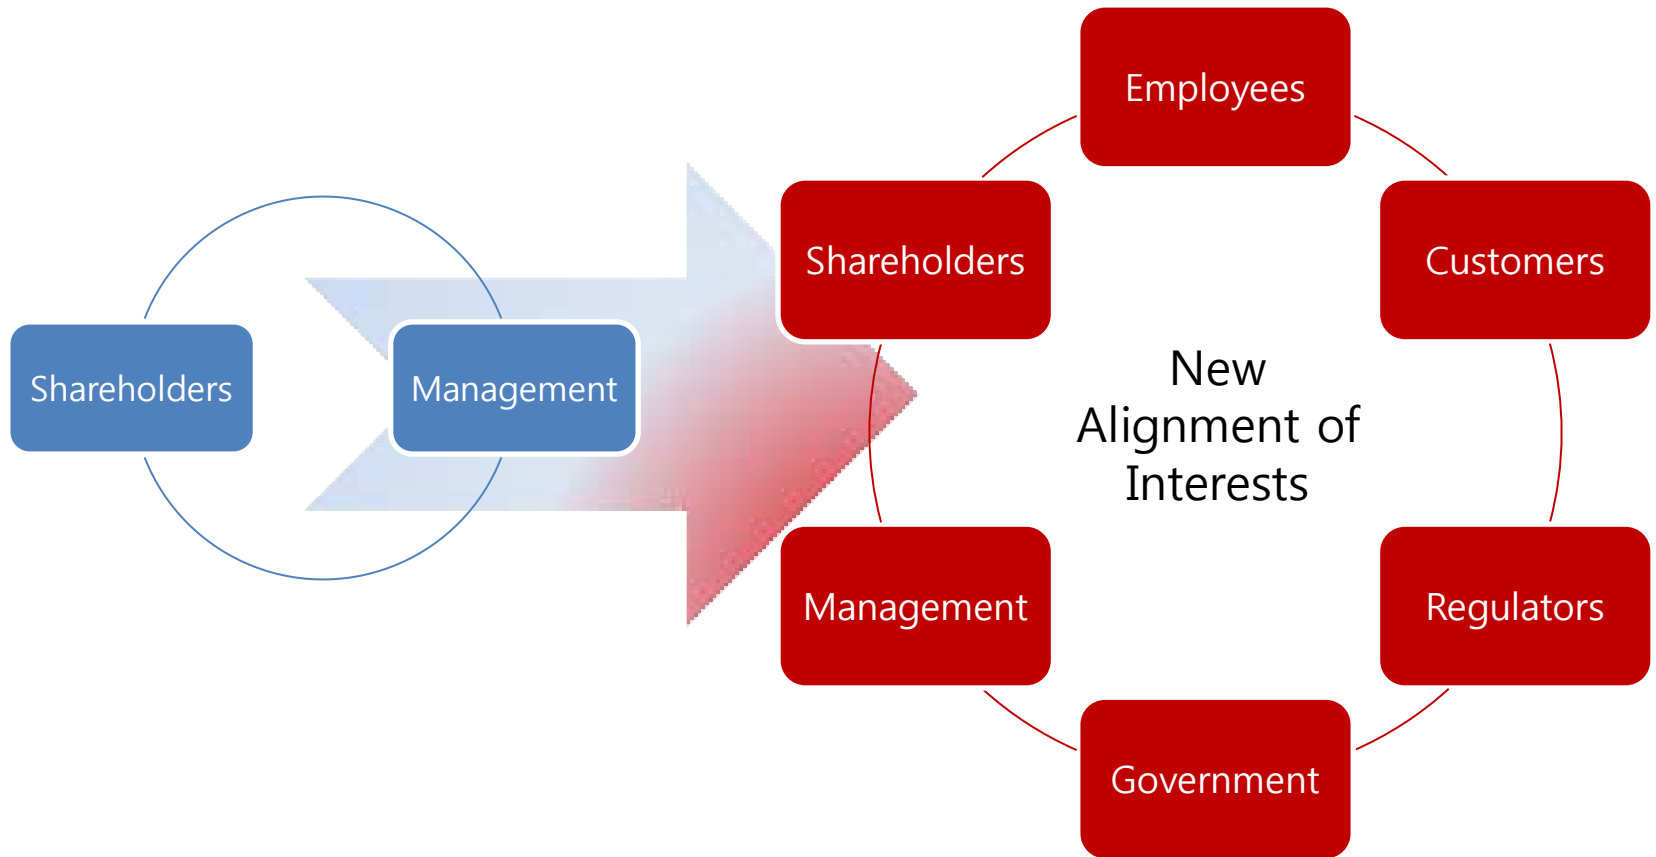 Shareholders
Management
Employees
Shareholders
Customers
New
Alignment of
Interests
Management
Regulators
Government